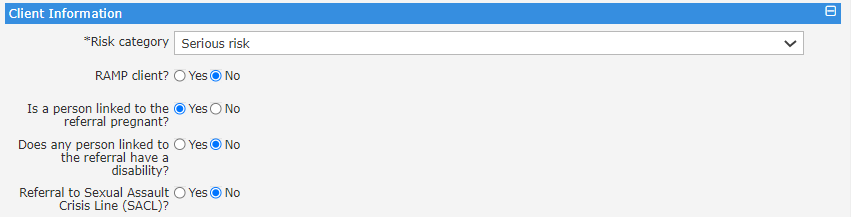 Client Information
*Risk category Serious risk
RAMP client? Yes No
Is a person linked to the
referral pregnant? Yes No
Does any person linked to
the referral have a
disability? Yes No
Referral to Sexual Assault
Crisis Line (SACL)? Yes No